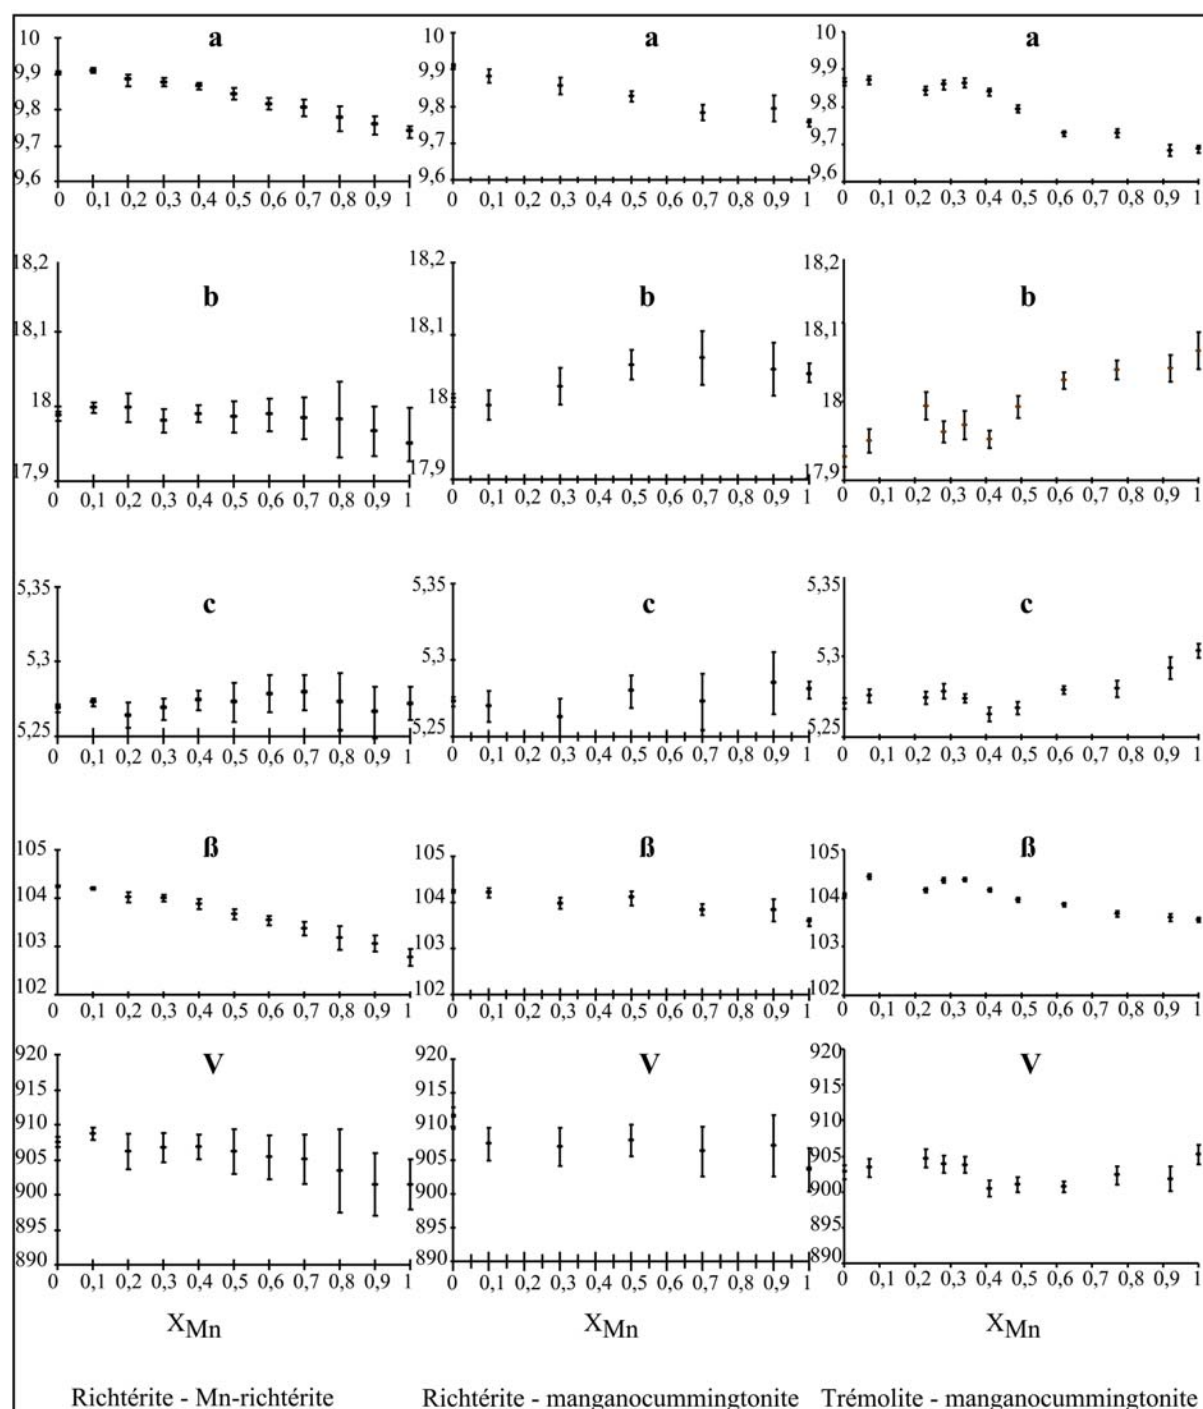 a a a
10 10 10
9,9 9,9 9,9
9,8 9,8 9,8
9,7 9,7 9,7
9,6 9,6 9,6
0 0,1 0,2 0,3 0,4 0,5 0,6 0,7 0,8 0,9 1 0 0,1 0,2 0,3 0,4 0,5 0,6 0,7 0,8 0,9 1 0 0,1 0,2 0,3 0,4 0,5 0,6 0,7 0,8 0,9 1
18,2 18,2 18,2
b b b
18,1 18,1 18,1
18 18 18
17,9 17,9 17,9
0 0,1 0,2 0,3 0,4 0,5 0,6 0,7 0,8 0,9 1 0 0,1 0,2 0,3 0,4 0,5 0,6 0,7 0,8 0,9 1 0 0,1 0,2 0,3 0,4 0,5 0,6 0,7 0,8 0,9 1
5,35 5,35 5,35
c c c
5,3 5,3 5,3
5,25 5,25 5,25
0 0,1 0,2 0,3 0,4 0,5 0,6 0,7 0,8 0,9 1 0 0,1 0,2 0,3 0,4 0,5 0,6 0,7 0,8 0,9 1 0 0,1 0,2 0,3 0,4 0,5 0,6 0,7 0,8 0,9 1
ß ß ß
105 105 105
104 104 104
103 103 103
102 102 102
0 0,1 0,2 0,3 0,4 0,5 0,6 0,7 0,8 0,9 1 0 0,1 0,2 0,3 0,4 0,5 0,6 0,7 0,8 0,9 1 0 0,1 0,2 0,3 0,4 0,5 0,6 0,7 0,8 0,9 1
V V V
920 920 920
915 915 915
910 910 910
905 905 905
900 900 900
895 895 895
890 890 890
0 0,1 0,2 0,3 0,4 0,5 0,6 0,7 0,8 0,9 1 0 0,1 0,2 0,3 0,4 0,5 0,6 0,7 0,8 0,9 1 0 0,1 0,2 0,3 0,4 0,5 0,6 0,7 0,8 0,9 1
XMn XMn XMn
Richtérite - Mn-richtérite Richtérite - manganocummingtonite Trémolite - manganocummingtonite